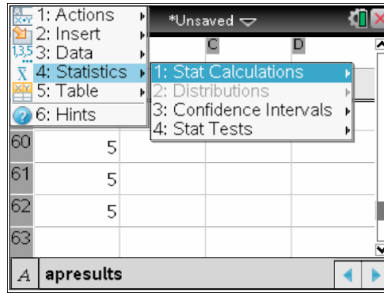 1: Actions
*Unsaved
2: Insert
C D
3: Data
4: Statistics
1: Stat Calculations
5: Table
2: Distributions
6: Hints
3: Confidence Intervals
4: Stat Tests
60 5
61 5
62 5
63
A apresults